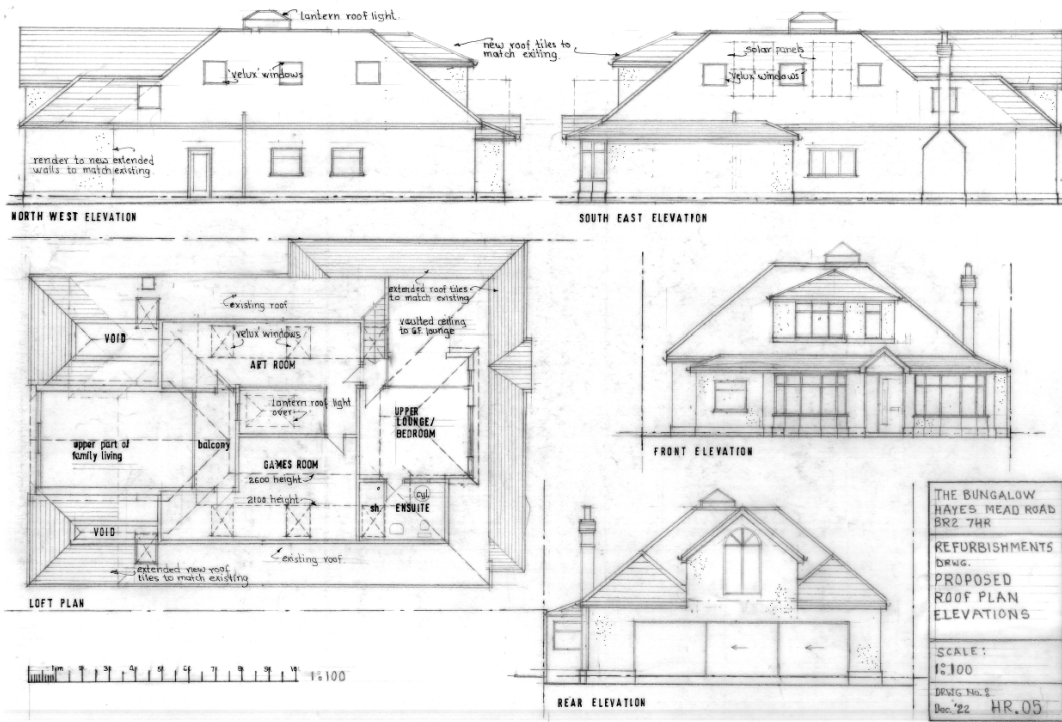 lantern roof light
new roof tiles to
match exiting
'velux' windows
render to new extended
walls to match existing
NORTH WEST ELEVATION
solar panels
'velux' windows
SOUTH EAST ELEVATION
extended roof tiles
to match existing
existing roof
vaulted ceiling
to G.F. lounge
VOID
'velux' windows
ART ROOM
lantern roof light
over
UPPER
LOUNGE/
BEDROOM
upper part of
family living
balcony
GAMES ROOM
2600 height
2100 height
sh.
cyl.
ENSUITE
VOID
existing roof
extended new roof
tiles to match existing
LOFT PLAN
FRONT ELEVATION
REAR ELEVATION
1:100
THE BUNGALOW
HAYES MEAD ROAD
BR2 7HR
REFURBISHMENTS
DRWG.
PROPOSED
ROOF PLAN
ELEVATIONS
SCALE:
1:100
Dec. '22 HR.05